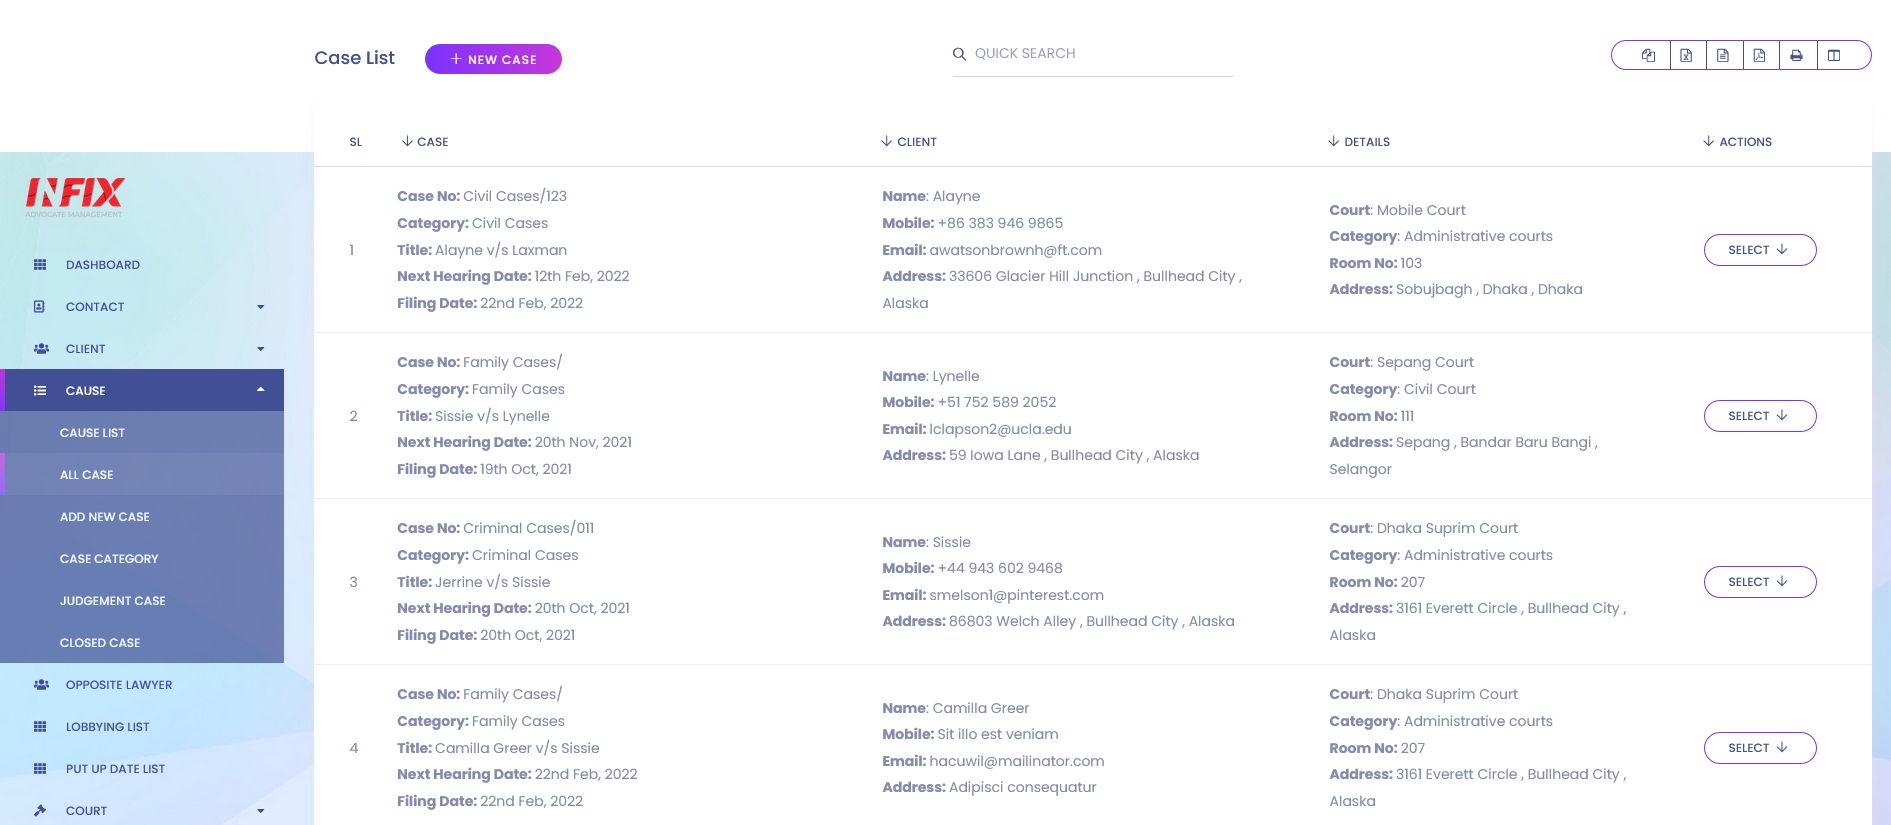 Case List
NEW CASE
QUICK SEARCH
INFIX
ADVOCATE MANAGEMENT
DASHBOARD
CONTACT
CLIENT
CAUSE
CAUSE LIST
ALL CASE
ADD NEW CASE
CASE CATEGORY
JUDGEMENT CASE
CLOSED CASE
OPPOSITE LAWYER
LOBBYING LIST
PUT UP DATE LIST
COURT
SL
CASE
CLIENT
DETAILS
ACTIONS
1
Case No: Civil Cases/123
Category: Civil Cases
Title: Alayne v/s Laxman
Next Hearing Date: 12th Feb, 2022
Filing Date: 22nd Feb, 2022
Name: Alayne
Mobile: +86 383 946 9865
Email: awatsonbrownh@ft.com
Address: 33606 Glacier Hill Junction , Bullhead City ,
Alaska
Court: Mobile Court
Category: Administrative courts
Room No: 103
Address: Sobujbagh , Dhaka , Dhaka
SELECT
2
Case No: Family Cases/
Category: Family Cases
Title: Sissie v/s Lynelle
Next Hearing Date: 20th Nov, 2021
Filing Date: 19th Oct, 2021
Name: Lynelle
Mobile: +51 752 589 2052
Email: lclapson2@ucla.edu
Address: 59 Iowa Lane , Bullhead City , Alaska
Court: Sepang Court
Category: Civil Court
Room No: 111
Address: Sepang , Bandar Baru Bangi ,
Selangor
SELECT
3
Case No: Criminal Cases/011
Category: Criminal Cases
Title: Jerrine v/s Sissie
Next Hearing Date: 20th Oct, 2021
Filing Date: 20th Oct, 2021
Name: Sissie
Mobile: +44 943 602 9468
Email: smelson1@pinterest.com
Address: 86803 Welch Alley , Bullhead City , Alaska
Court: Dhaka Suprim Court
Category: Administrative courts
Room No: 207
Address: 3161 Everett Circle , Bullhead City ,
Alaska
SELECT
4
Case No: Family Cases/
Category: Family Cases
Title: Camilla Greer v/s Sissie
Next Hearing Date: 22nd Feb, 2022
Filing Date: 22nd Feb, 2022
Name: Camilla Greer
Mobile: Sit illo est veniam
Email: hacuwil@mailinator.com
Address: Adipisci consequatur
Court: Dhaka Suprim Court
Category: Administrative courts
Room No: 207
Address: 3161 Everett Circle , Bullhead City ,
Alaska
SELECT